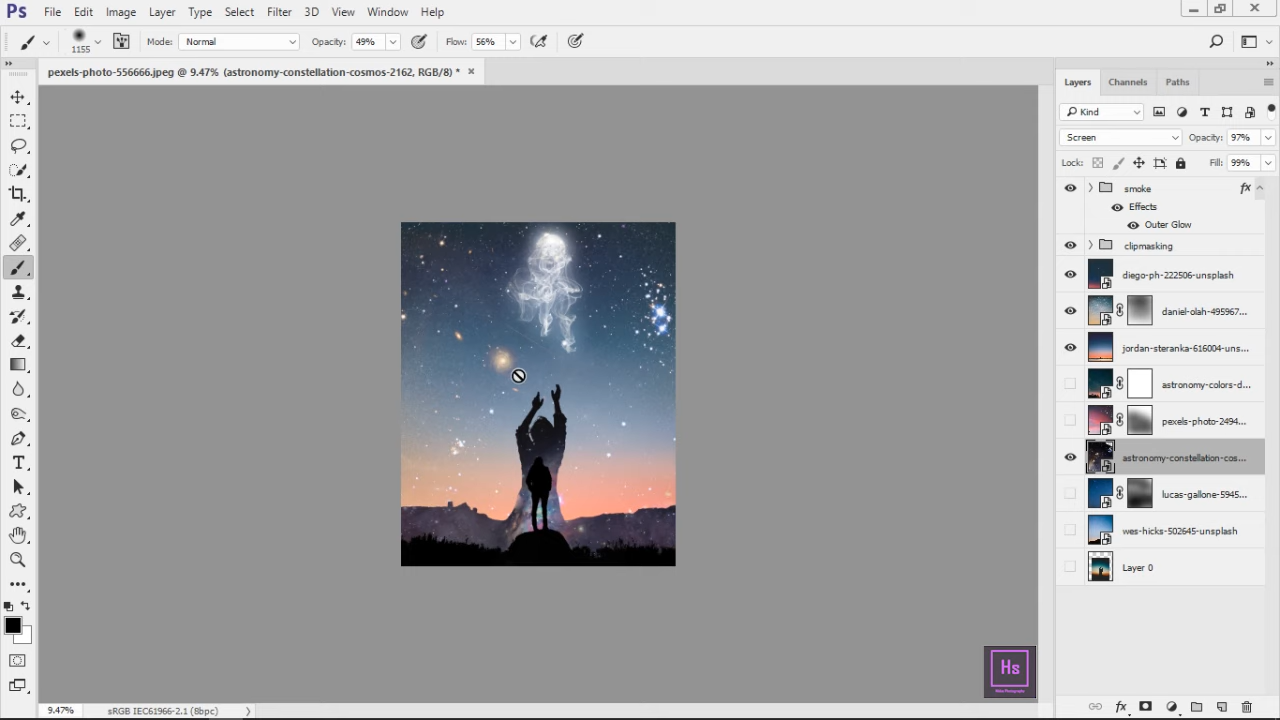 Ps File Edit Image Layer Type Select Filter 3D View Window Help
1155 Mode: Normal Opacity: 49% Flow: 56%
pexels-photo-556666.jpeg @ 9.47% (astronomy-constellation-cosmos-2162, RGB/8) *
Layers Channels Paths
Kind
Screen Opacity: 97%
Lock: Fill: 99%
smoke fx
Effects
Outer Glow
clipmasking
diego-ph-222506-unsplash
daniel-olah-495967...
jordan-steranka-616004-uns...
astronomy-colors-d...
pexels-photo-2494...
astronomy-constellation-cos...
lucas-gallone-5945...
wes-hicks-502645-unsplash
Layer 0
Hs
9.47% sRGB IEC61966-2.1 (8bpc)
fx